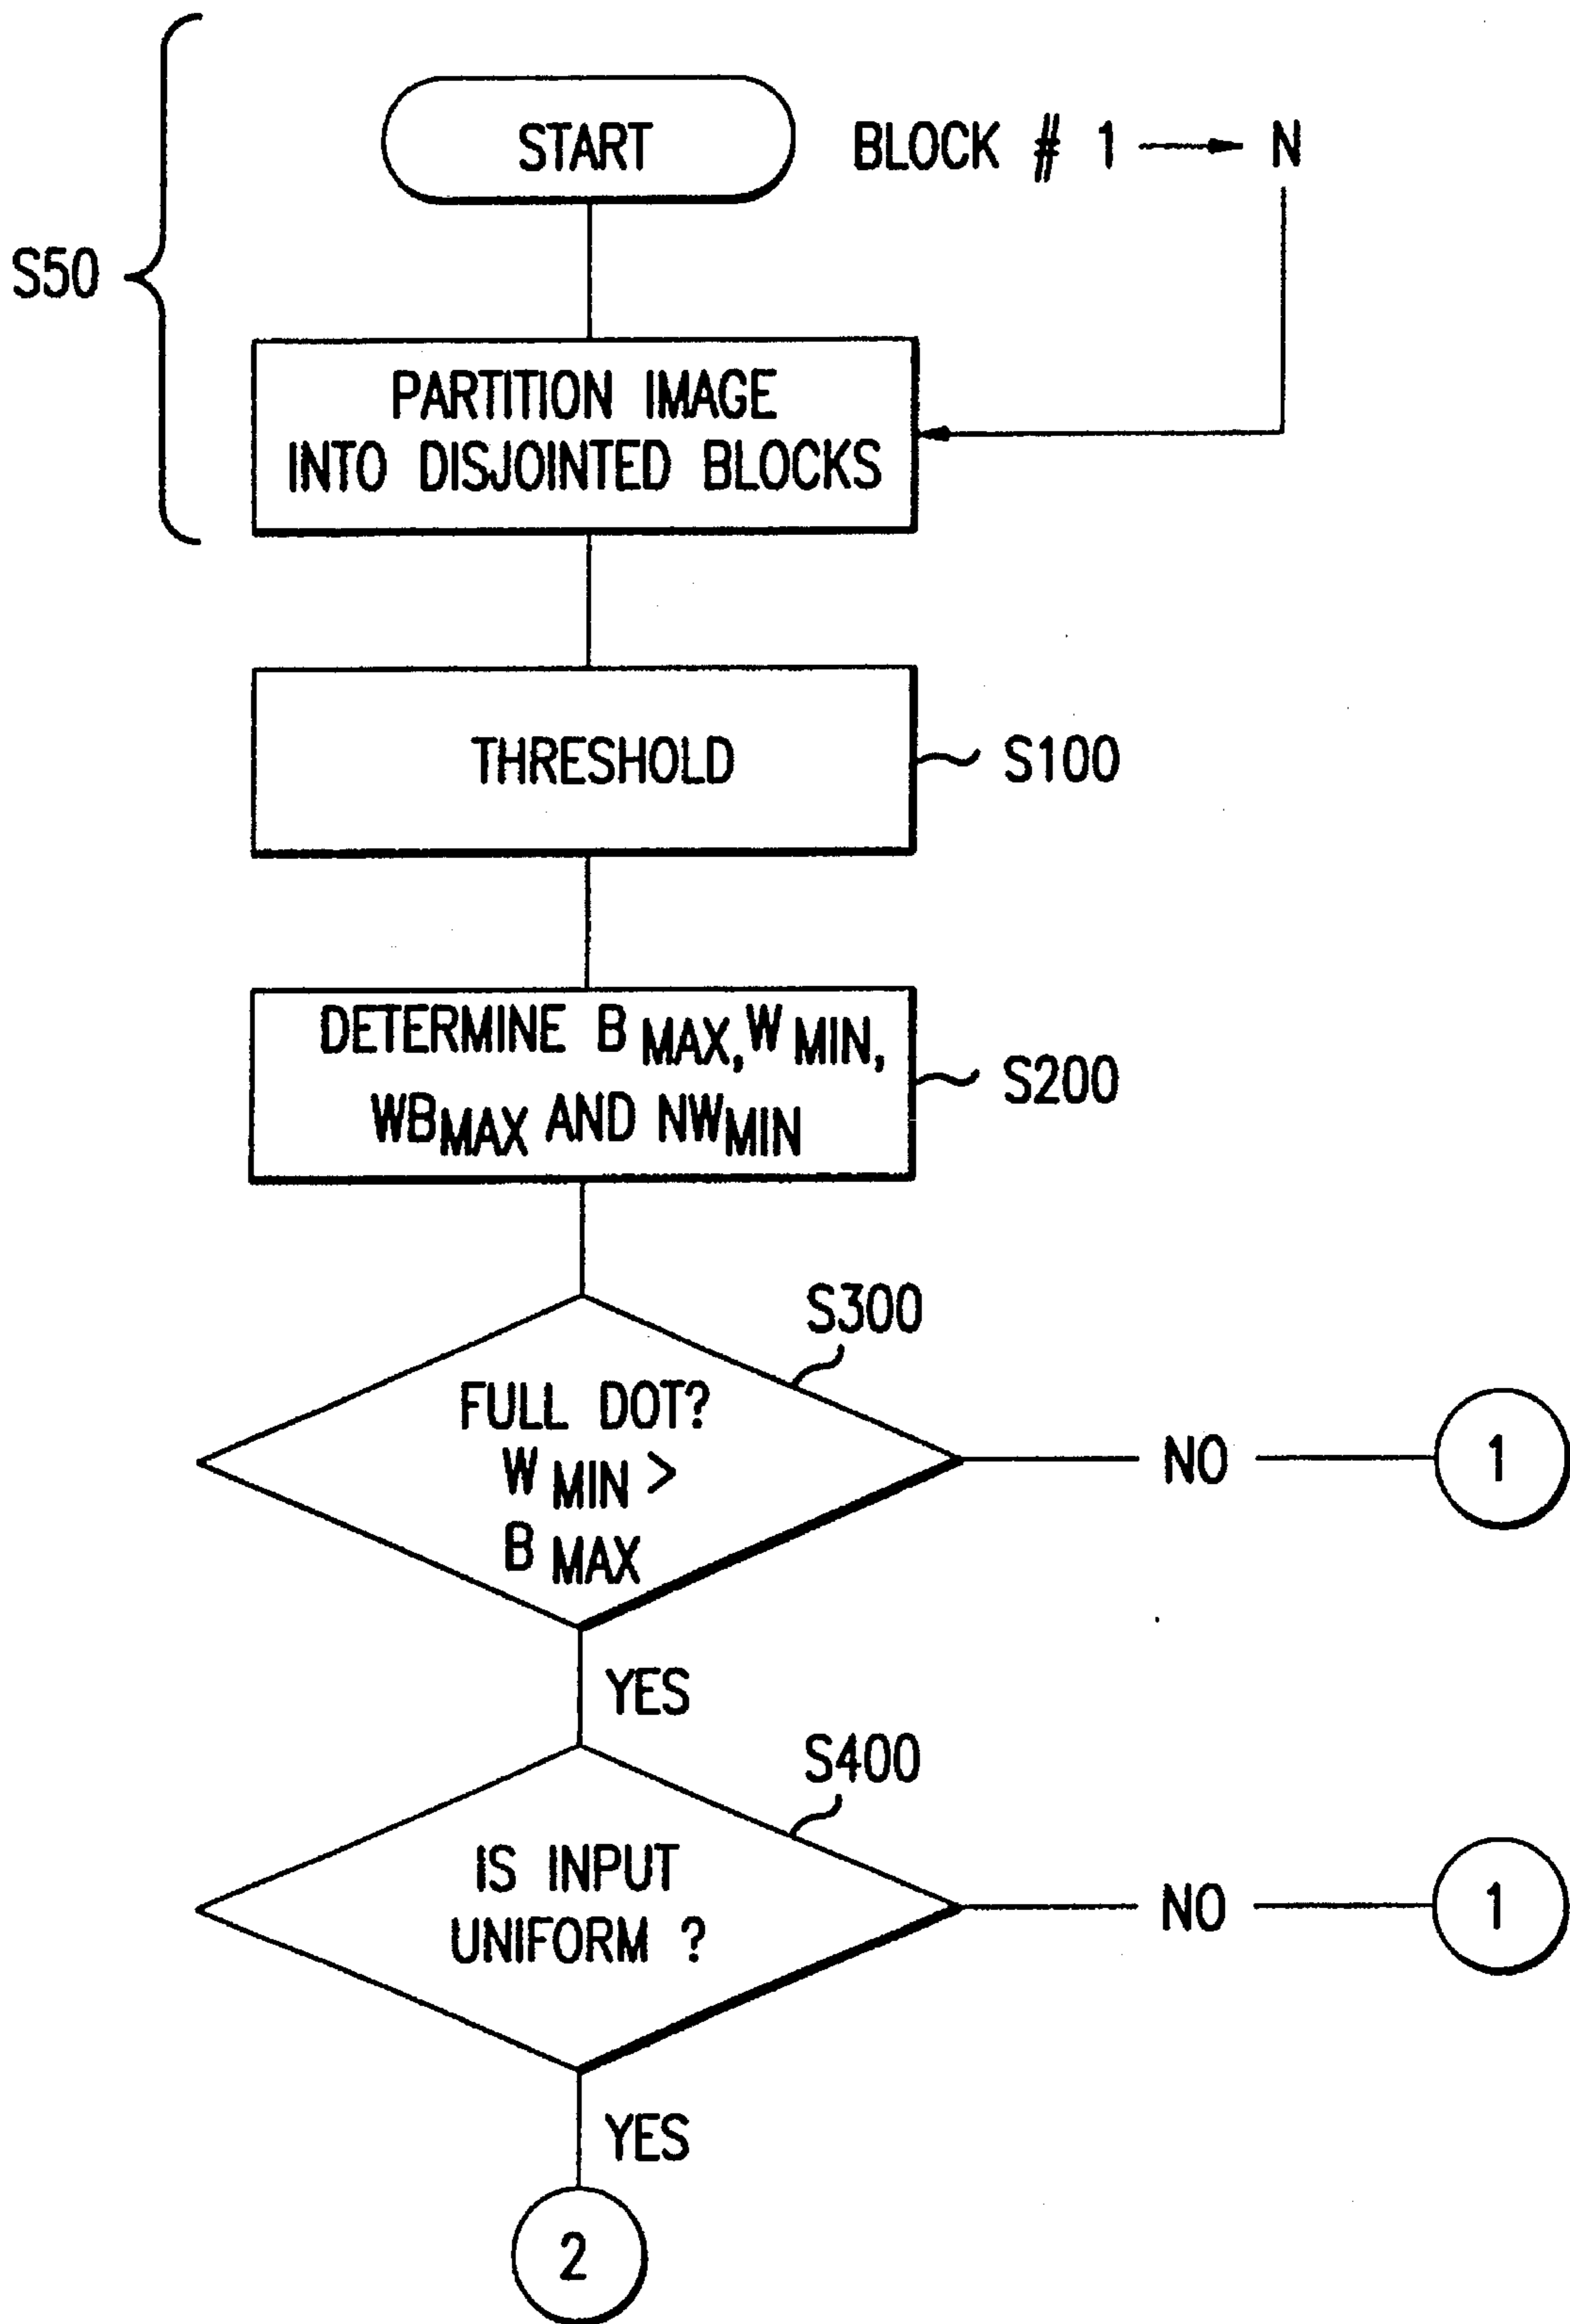 START
BLOCK # 1 → N
S50
PARTITION IMAGE
INTO DISJOINTED BLOCKS
THRESHOLD
S100
DETERMINE B MAX, W MIN,
WB MAX AND NW MIN
S200
S300
FULL DOT?
W MIN >
B MAX
NO
1
YES
S400
IS INPUT
UNIFORM ?
NO
1
YES
2